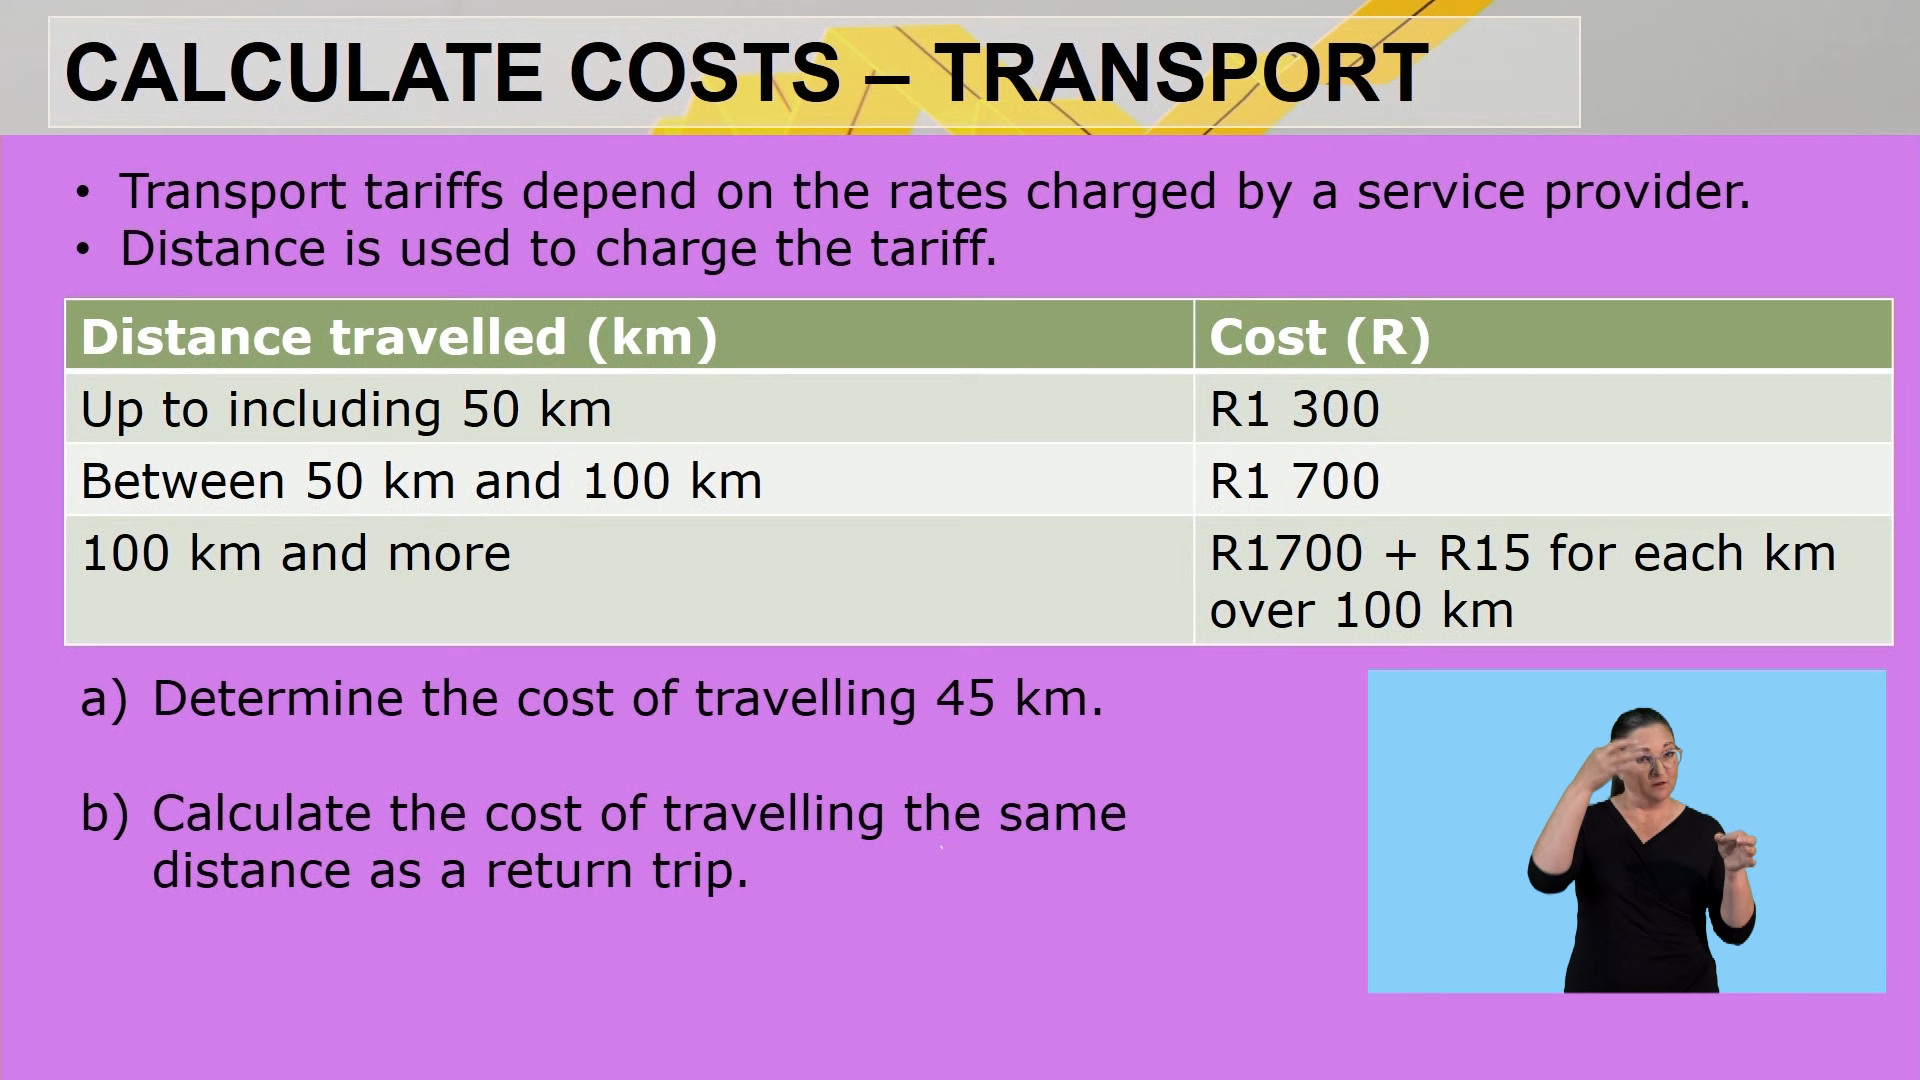 CALCULATE COSTS – TRANSPORT
• Transport tariffs depend on the rates charged by a service provider.
• Distance is used to charge the tariff.
Distance travelled (km) Cost (R)
Up to including 50 km R1 300
Between 50 km and 100 km R1 700
100 km and more R1700 + R15 for each km
over 100 km
a) Determine the cost of travelling 45 km.
b) Calculate the cost of travelling the same
distance as a return trip.